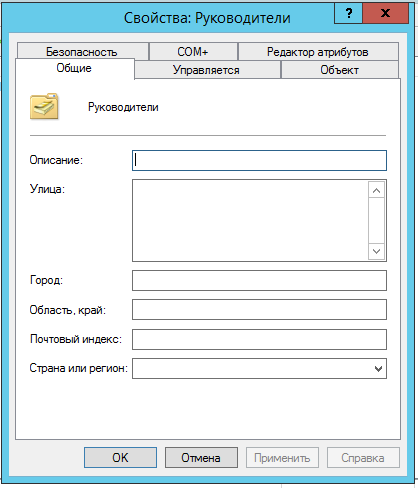 Свойства: Руководители
?
x
Безопасность
COM+
Редактор атрибутов
Общие
Управляется
Объект
Руководители
Описание:
Улица:
Город:
Область, край:
Почтовый индекс:
Страна или регион:
OK
Отмена
Применить
Справка